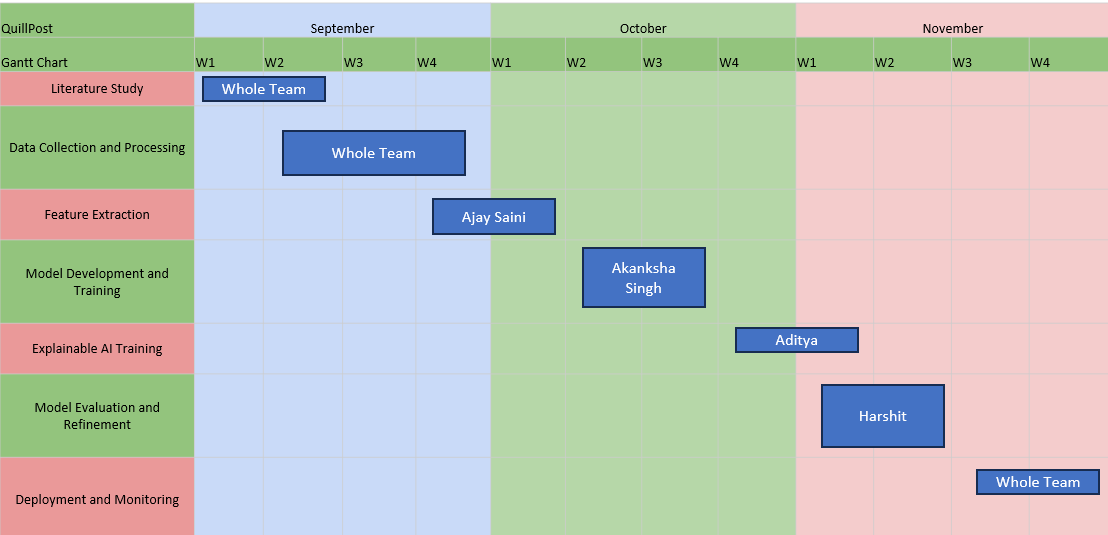 QuillPost September October November
Gantt Chart W1 W2 W3 W4 W1 W2 W3 W4 W1 W2 W3 W4
Literature Study Whole Team
Data Collection and Processing Whole Team
Feature Extraction Ajay Saini
Model Development and
Training
Akanksha
Singh
Explainable AI Training Aditya
Model Evaluation and
Refinement
Harshit
Deployment and Monitoring Whole Team